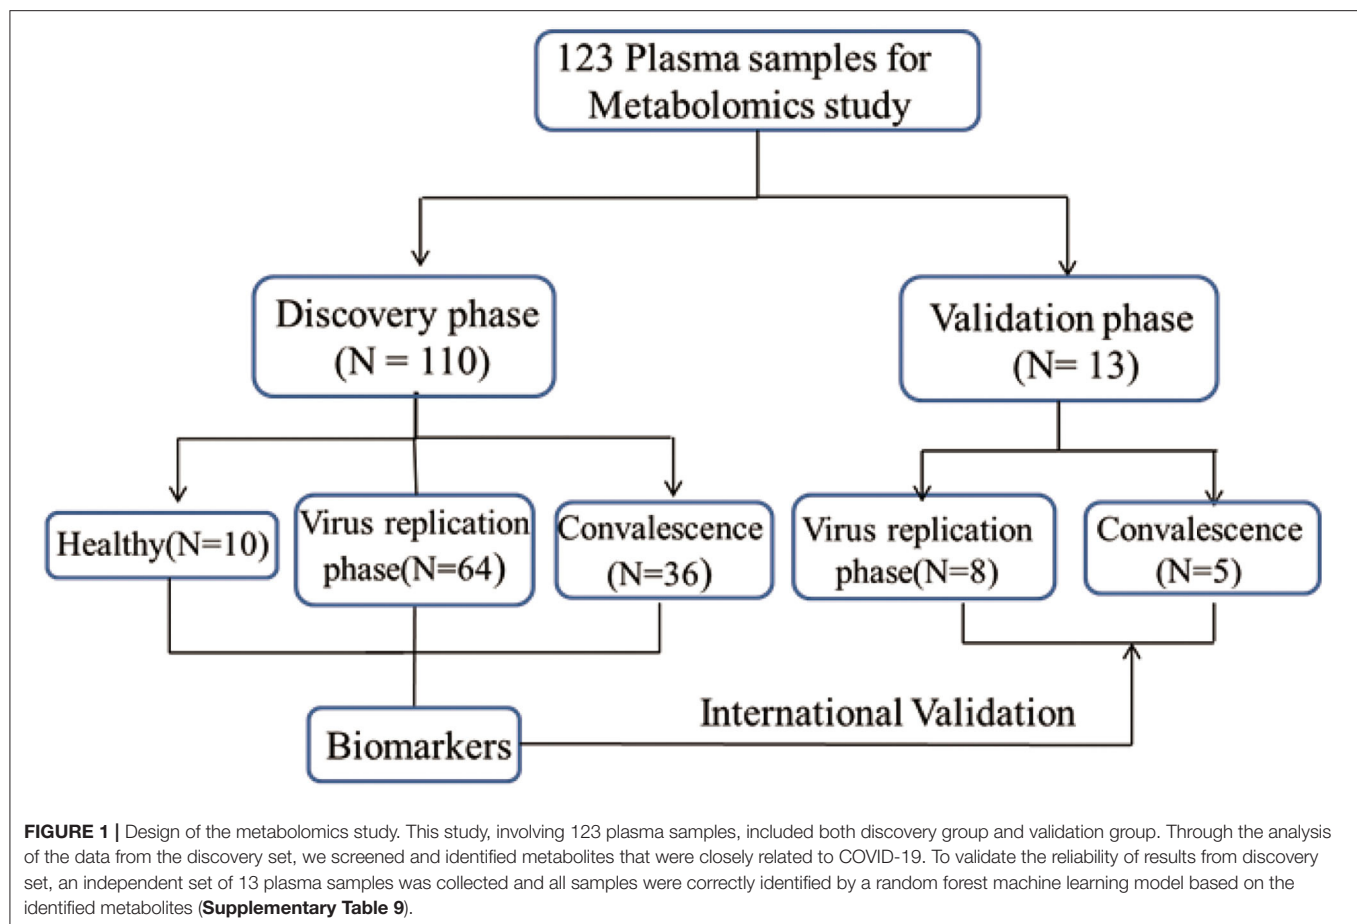 123 Plasma samples for
Metabolomics study
Discovery phase
(N = 110)
Validation phase
(N= 13)
Healthy(N=10)
Virus replication
phase(N=64)
Convalescence
(N=36)
Virus replication
phase(N=8)
Convalescence
(N=5)
Biomarkers
International Validation
FIGURE 1 | Design of the metabolomics study. This study, involving 123 plasma samples, included both discovery group and validation group. Through the analysis
of the data from the discovery set, we screened and identified metabolites that were closely related to COVID-19. To validate the reliability of results from discovery
set, an independent set of 13 plasma samples was collected and all samples were correctly identified by a random forest machine learning model based on the
identified metabolites (Supplementary Table 9).